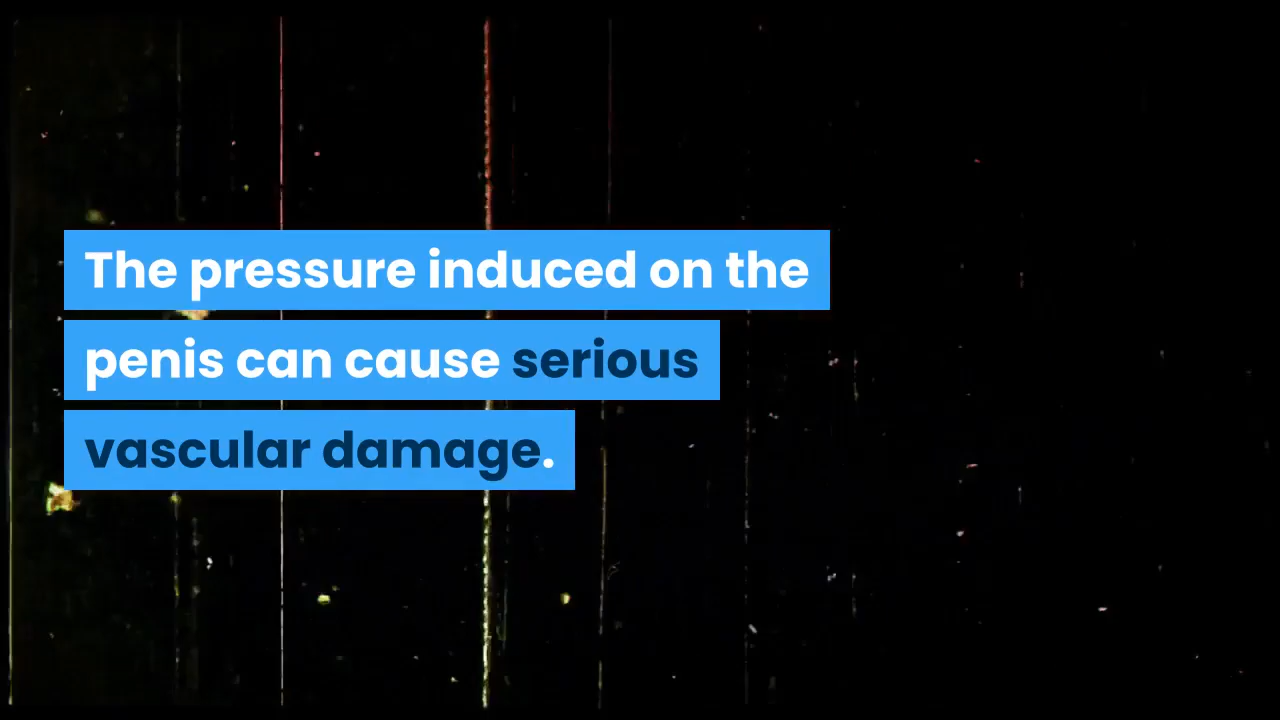 The pressure induced on the
penis can cause serious
vascular damage.